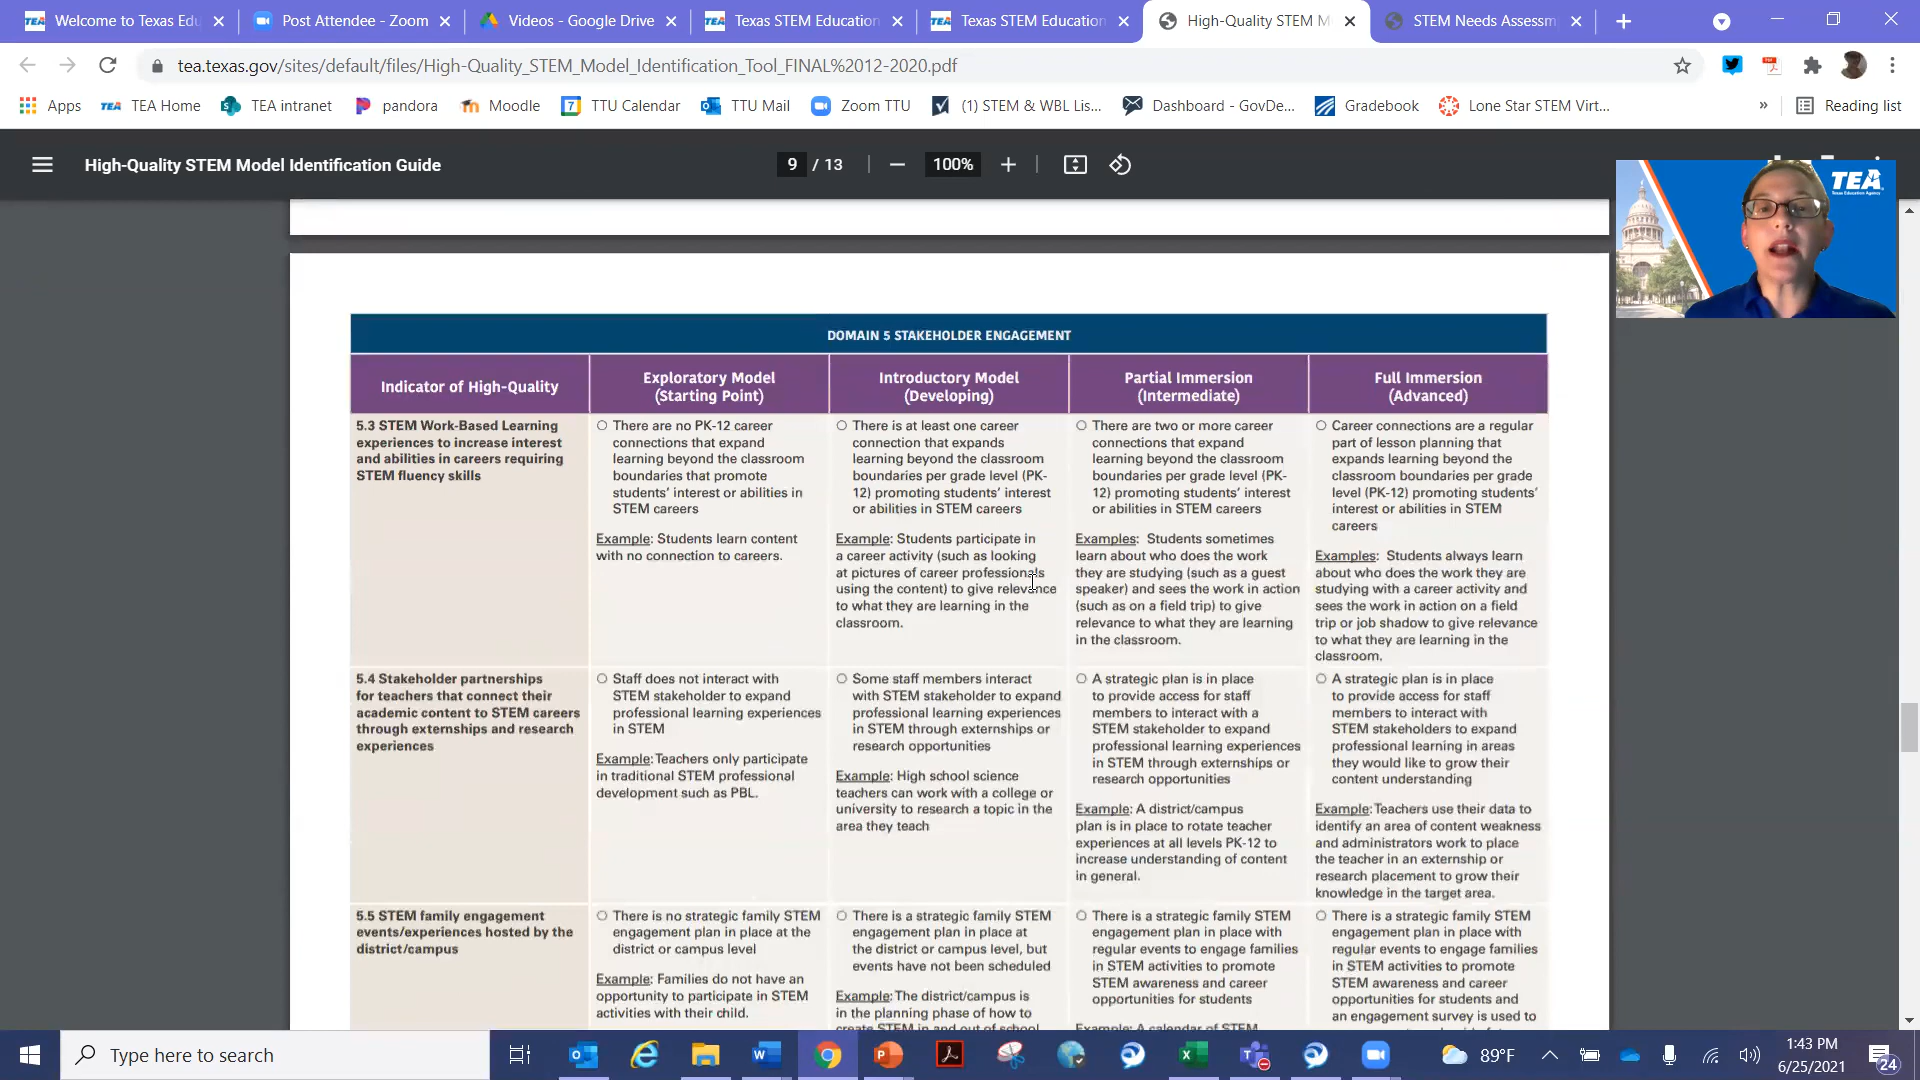 Welcome to Texas Edu
Post Attendee - Zoom
Videos - Google Drive
Texas STEM Education
Texas STEM Education
High-Quality STEM M
STEM Needs Assessm
tea.texas.gov/sites/default/files/High-Quality_STEM_Model_Identification_Tool_FINAL%2012-2020.pdf
Apps
TEA Home
TEA intranet
pandora
Moodle
TTU Calendar
TTU Mail
Zoom TTU
(1) STEM & WBL Lis...
Dashboard - GovDe...
Gradebook
Lone Star STEM Virt...
»
Reading list
High-Quality STEM Model Identification Guide
9 / 13
100%
TEA
Texas Education Agency
DOMAIN 5 STAKEHOLDER ENGAGEMENT
Indicator of High-Quality
Exploratory Model
(Starting Point)
Introductory Model
(Developing)
Partial Immersion
(Intermediate)
Full Immersion
(Advanced)
5.3 STEM Work-Based Learning
experiences to increase interest
and abilities in careers requiring
STEM fluency skills
There are no PK-12 career
connections that expand
learning beyond the classroom
boundaries that promote
students' interest or abilities in
STEM careers
Example: Students learn content
with no connection to careers.
There is at least one career
connection that expands
learning beyond the classroom
boundaries per grade level (PK-
12) promoting students' interest
or abilities in STEM careers
Example: Students participate in
a career activity (such as looking
at pictures of career professionals
using the content) to give relevance
to what they are learning in the
classroom.
There are two or more career
connections that expand
learning beyond the classroom
boundaries per grade level (PK-
12) promoting students' interest
or abilities in STEM careers
Examples: Students sometimes
learn about who does the work
they are studying (such as a guest
speaker) and sees the work in action
(such as on a field trip) to give
relevance to what they are learning
in the classroom.
Career connections are a regular
part of lesson planning that
expands learning beyond the
classroom boundaries per grade
level (PK-12) promoting students'
interest or abilities in STEM
careers
Examples: Students always learn
about who does the work they are
studying with a career activity and
sees the work in action on a field
trip or job shadow to give relevance
to what they are learning in the
classroom.
5.4 Stakeholder partnerships
for teachers that connect their
academic content to STEM careers
through externships and research
experiences
Staff does not interact with
STEM stakeholder to expand
professional learning experiences
in STEM
Example: Teachers only participate
in traditional STEM professional
development such as PBL.
Some staff members interact
with STEM stakeholder to expand
professional learning experiences
in STEM through externships or
research opportunities
Example: High school science
teachers can work with a college or
university to research a topic in the
area they teach
A strategic plan is in place
to provide access for staff
members to interact with a
STEM stakeholder to expand
professional learning experiences
in STEM through externships or
research opportunities
Example: A district/campus
plan is in place to rotate teacher
experiences at all levels PK-12 to
increase understanding of content
in general.
A strategic plan is in place
to provide access for staff
members to interact with
STEM stakeholders to expand
professional learning in areas
they would like to grow their
content understanding
Example: Teachers use their data to
identify an area of content weakness
and administrators work to place
the teacher in an externship or
research placement to grow their
knowledge in the target area.
5.5 STEM family engagement
events/experiences hosted by the
district/campus
There is no strategic family STEM
engagement plan in place at the
district or campus level
Example: Families do not have an
opportunity to participate in STEM
activities with their child.
There is a strategic family STEM
engagement plan in place at
the district or campus level, but
events have not been scheduled
Example: The district/campus is
in the planning phase of how to
create STEM in and out of school
There is a strategic family STEM
engagement plan in place with
regular events to engage families
in STEM activities to promote
STEM awareness and career
opportunities for students
Example: A calendar of STEM
There is a strategic family STEM
engagement plan in place with
regular events to engage families
in STEM activities to promote
STEM awareness and career
opportunities for students and
an engagement survey is used to
Type here to search
89°F
1:43 PM
6/25/2021
24